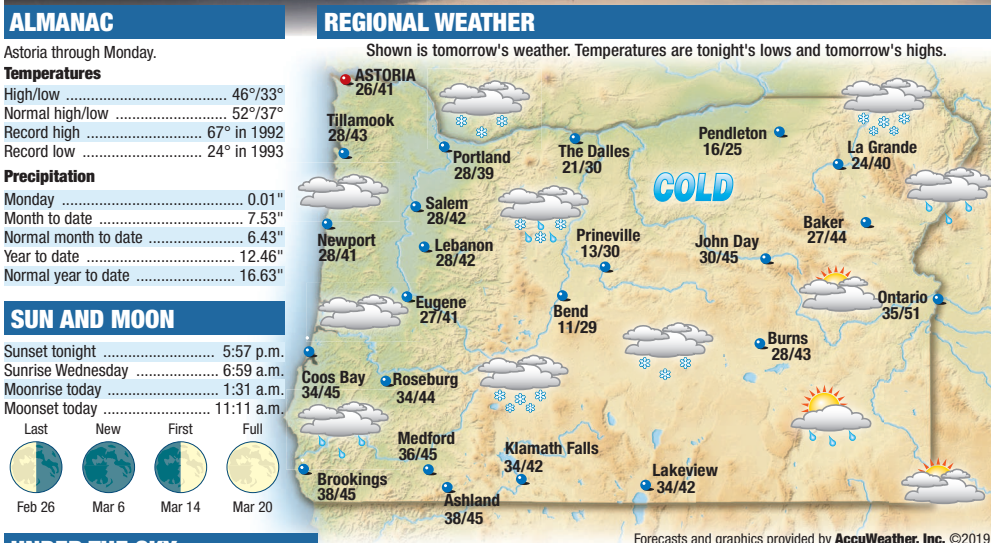 ALMANAC
Astoria through Monday.
Temperatures
High/low ................................... 46°/33°
Normal high/low ........................ 52°/37°
Record high ........................ 67° in 1992
Record low ......................... 24° in 1993
Precipitation
Monday ....................................... 0.01"
Month to date .............................. 7.53"
Normal month to date ................... 6.43"
Year to date ............................... 12.46"
Normal year to date .................. 16.63"
SUN AND MOON
Sunset tonight ....................... 5:57 p.m.
Sunrise Wednesday ................. 6:59 a.m.
Moonrise today ...................... 1:31 a.m.
Moonset today ...................... 11:11 a.m.
Last New First Full
Feb 26 Mar 6 Mar 14 Mar 20
REGIONAL WEATHER
Shown is tomorrow's weather. Temperatures are tonight's lows and tomorrow's highs.
ASTORIA
26/41
Tillamook
28/43
Portland
28/39
The Dalles
21/30
Pendleton
16/25
La Grande
24/40
COLD
Salem
28/42
Newport
28/41
Lebanon
28/42
Prineville
13/30
John Day
30/45
Baker
27/44
Eugene
27/41
Bend
11/29
Ontario
35/51
Burns
28/43
Coos Bay
34/45
Roseburg
34/44
Medford
36/45
Klamath Falls
34/42
Lakeview
34/42
Brookings
38/45
Ashland
38/45
Forecasts and graphics provided by AccuWeather, Inc. ©2019
UNDER THE SKY